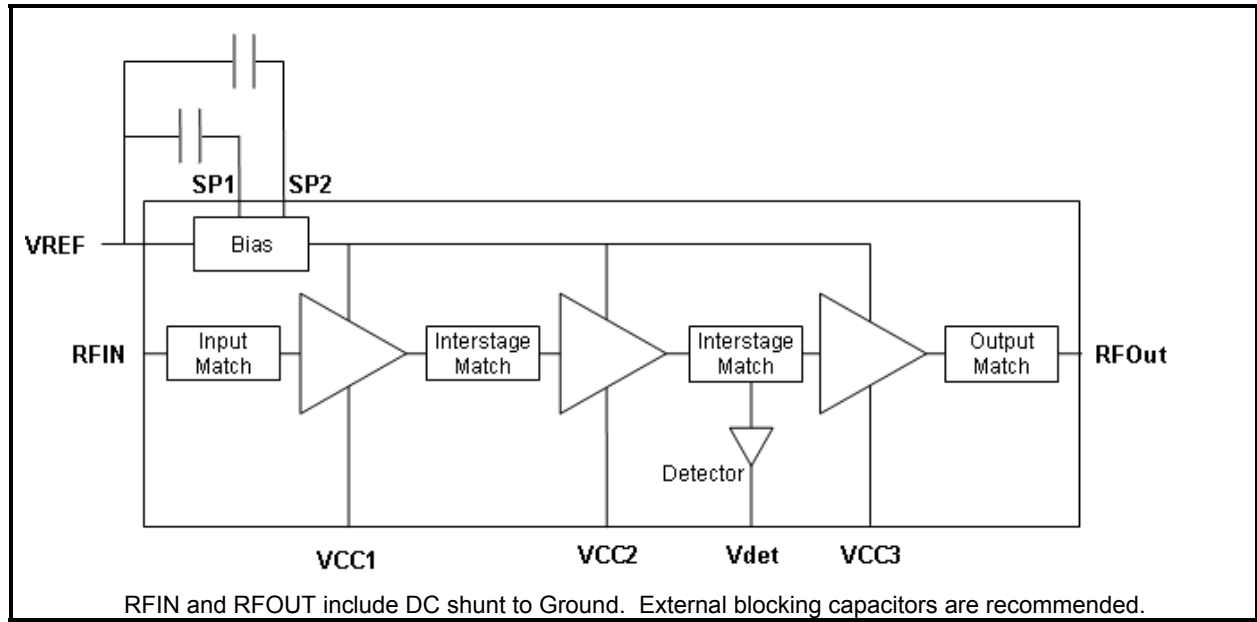 SP1 SP2
VREF
Bias
RFIN
Input
Match
Interstage
Match
Interstage
Match
Output
Match
RFOut
Detector
VCC1
VCC2
Vdet
VCC3
RFIN and RFOUT include DC shunt to Ground. External blocking capacitors are recommended.